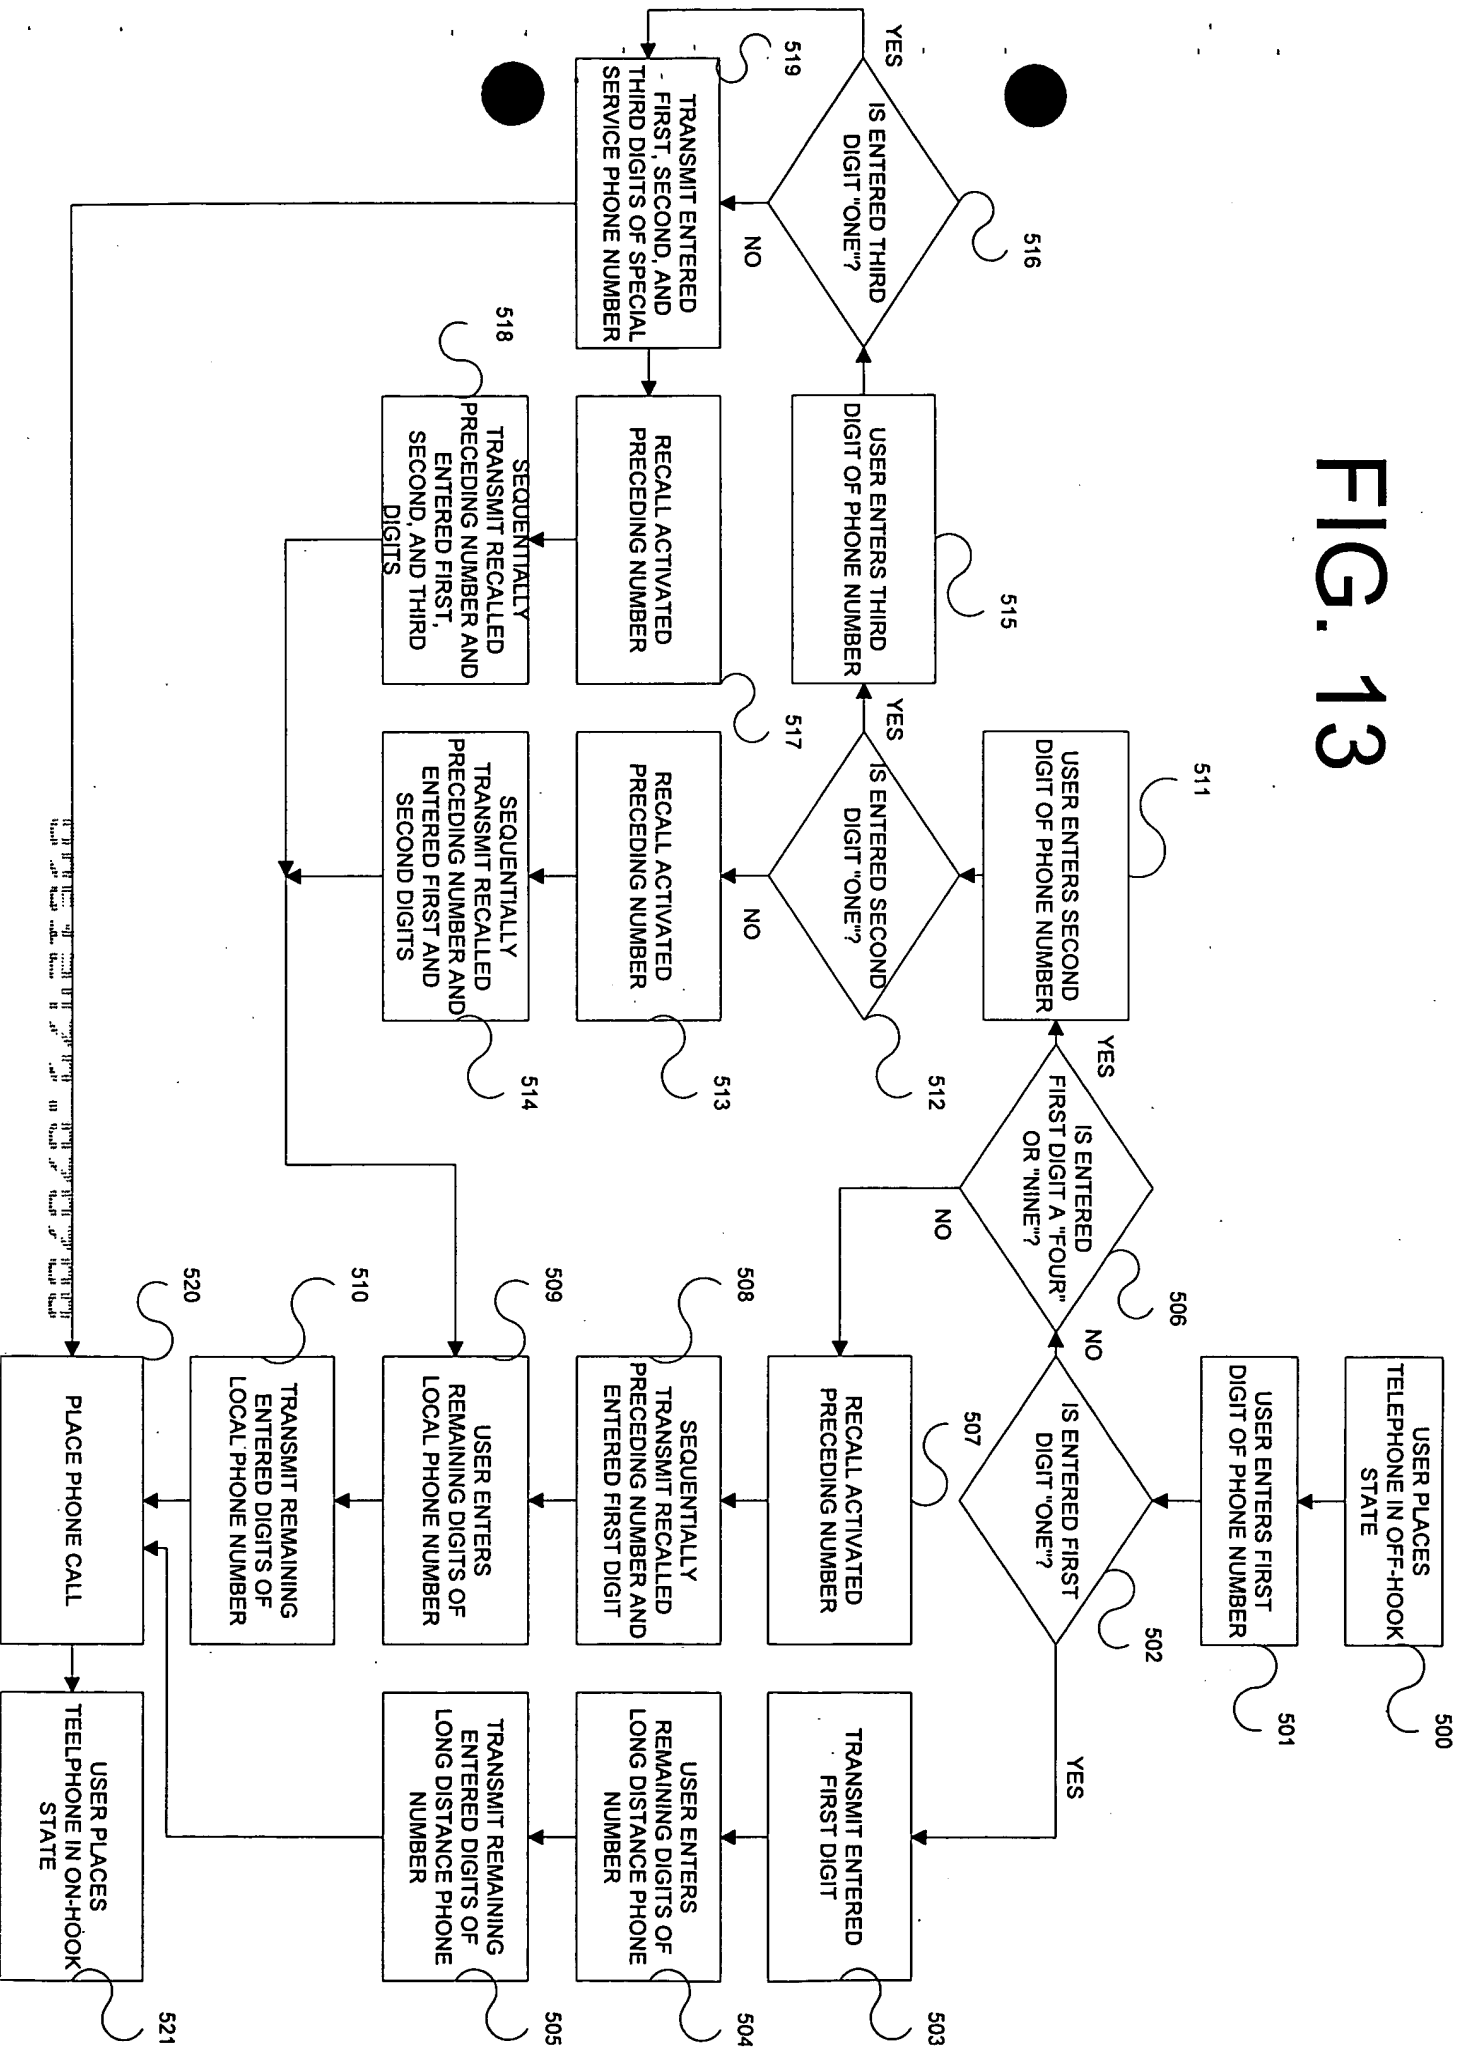 FIG. 13
USER PLACES
TELEPHONE IN OFF-HOOK
STATE
500
USER ENTERS FIRST
DIGIT OF PHONE NUMBER
501
IS ENTERED FIRST
DIGIT "ONE"?
502
YES
NO
TRANSMIT ENTERED
FIRST DIGIT
503
USER ENTERS
REMAINING DIGITS OF
LONG DISTANCE PHONE
NUMBER
504
TRANSMIT REMAINING
ENTERED DIGITS OF
LONG DISTANCE PHONE
NUMBER
505
IS ENTERED
FIRST DIGIT A "FOUR"
OR "NINE"?
506
YES
NO
RECALL ACTIVATED
PRECEDING NUMBER
507
SEQUENTIALLY
TRANSMIT RECALLED
PRECEDING NUMBER AND
ENTERED FIRST DIGIT
508
USER ENTERS
REMAINING DIGITS OF
LOCAL PHONE NUMBER
509
TRANSMIT REMAINING
ENTERED DIGITS OF
LOCAL PHONE NUMBER
510
USER ENTERS SECOND
DIGIT OF PHONE NUMBER
511
IS ENTERED SECOND
DIGIT "ONE"?
512
YES
NO
RECALL ACTIVATED
PRECEDING NUMBER
513
SEQUENTIALLY
TRANSMIT RECALLED
PRECEDING NUMBER AND
ENTERED FIRST AND
SECOND DIGITS
514
USER ENTERS THIRD
DIGIT OF PHONE NUMBER
515
IS ENTERED THIRD
DIGIT "ONE"?
516
YES
NO
RECALL ACTIVATED
PRECEDING NUMBER
517
SEQUENTIALLY
TRANSMIT RECALLED
PRECEDING NUMBER AND
ENTERED FIRST,
SECOND, AND THIRD
DIGITS
518
TRANSMIT ENTERED
FIRST, SECOND, AND
THIRD DIGITS OF SPECIAL
SERVICE PHONE NUMBER
519
PLACE PHONE CALL
520
USER PLACES
TEELPHONE IN ON-HOOK
STATE
521